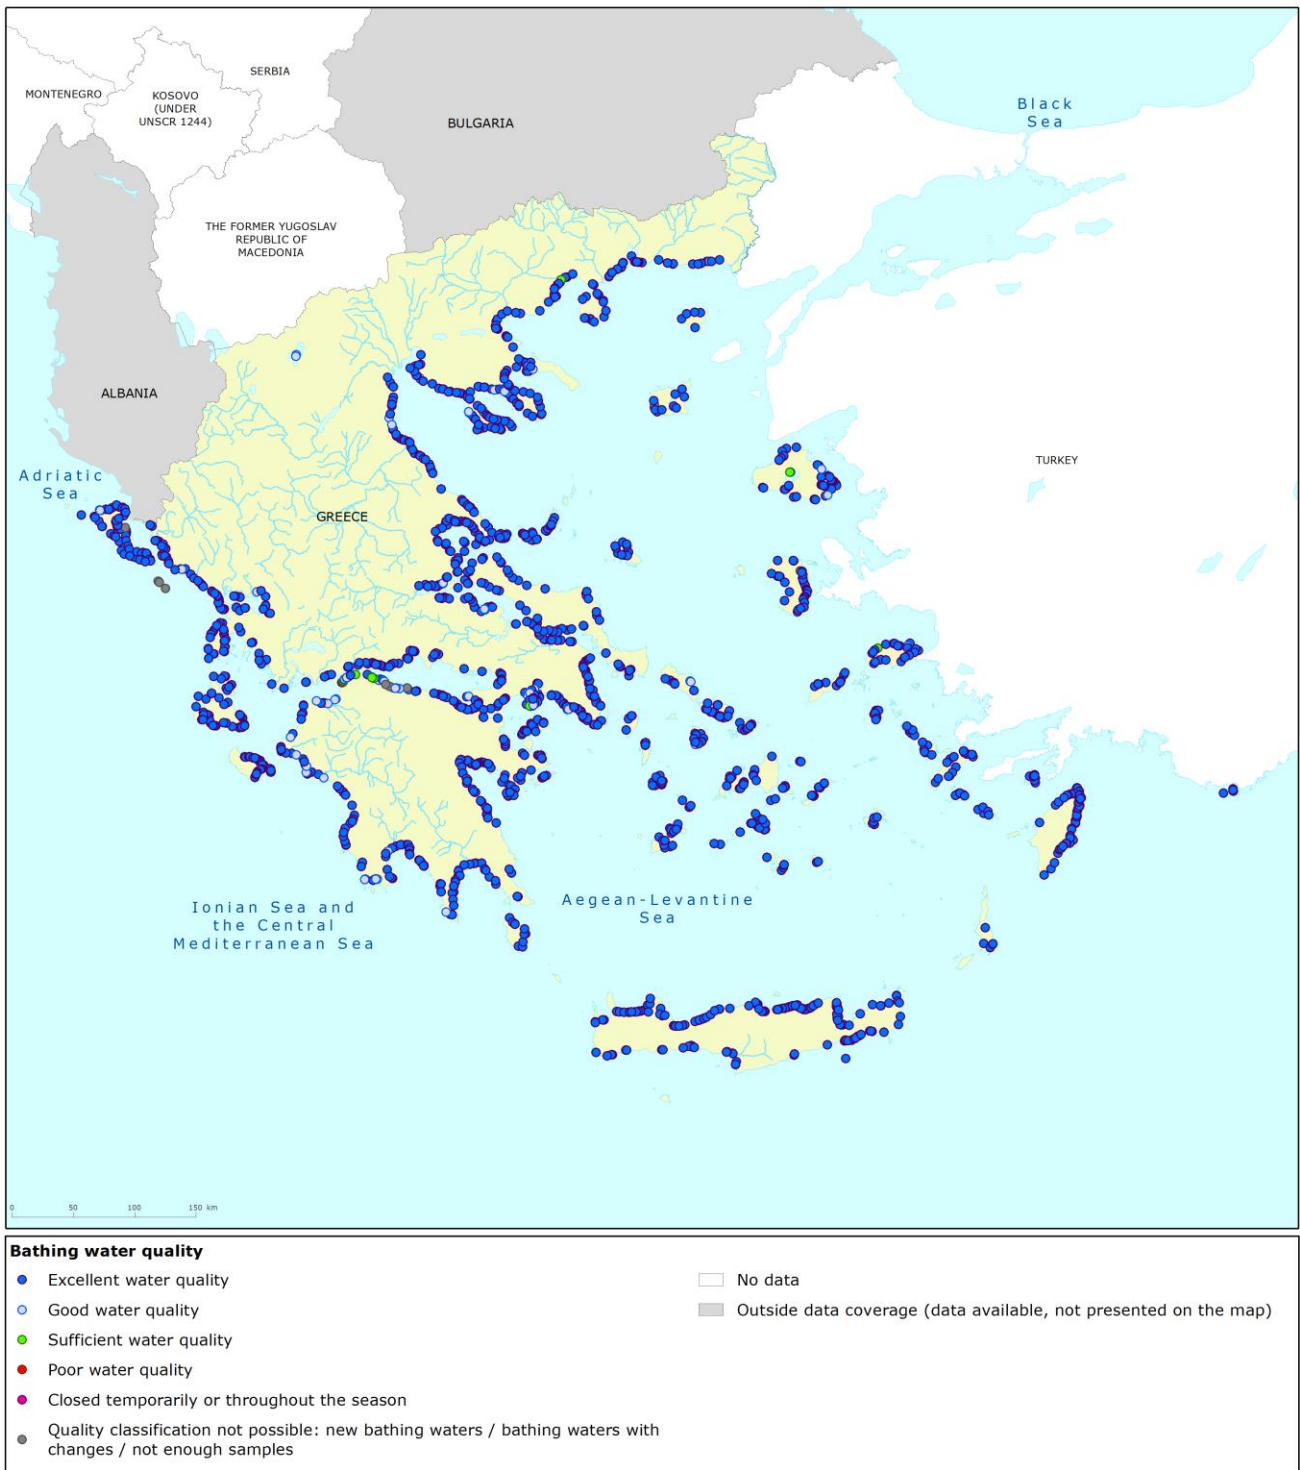 SERBIA
MONTENEGRO
KOSOVO
(UNDER
UNSCR 1244)
BULGARIA
Black
Sea
THE FORMER YUGOSLAV
REPUBLIC OF
MACEDONIA
ALBANIA
Adriatic
Sea
TURKEY
GREECE
Ionian Sea and
the Central
Mediterranean Sea
Aegean-Levantine
Sea
0 50 100 150 km
Bathing water quality
Excellent water quality
Good water quality
Sufficient water quality
Poor water quality
Closed temporarily or throughout the season
Quality classification not possible: new bathing waters / bathing waters with
changes / not enough samples
No data
Outside data coverage (data available, not presented on the map)